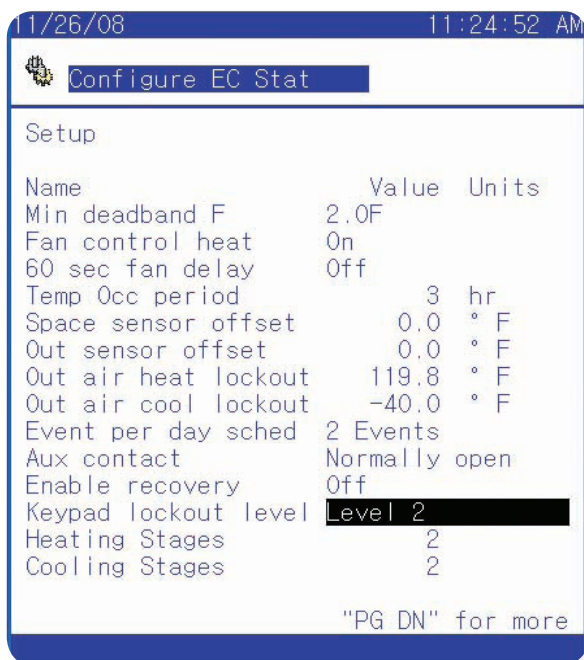 11/26/08 11:24:52 AM
Configure EC Stat
Setup
Name Value Units
Min deadband F 2.0F
Fan control heat On
60 sec fan delay Off
Temp Occ period 3 hr
Space sensor offset 0.0 ° F
Out sensor offset 0.0 ° F
Out air heat lockout 119.8 ° F
Out air cool lockout -40.0 ° F
Event per day sched 2 Events
Aux contact Normally open
Enable recovery Off
Keypad lockout level Level 2
Heating Stages 2
Cooling Stages 2
"PG DN" for more